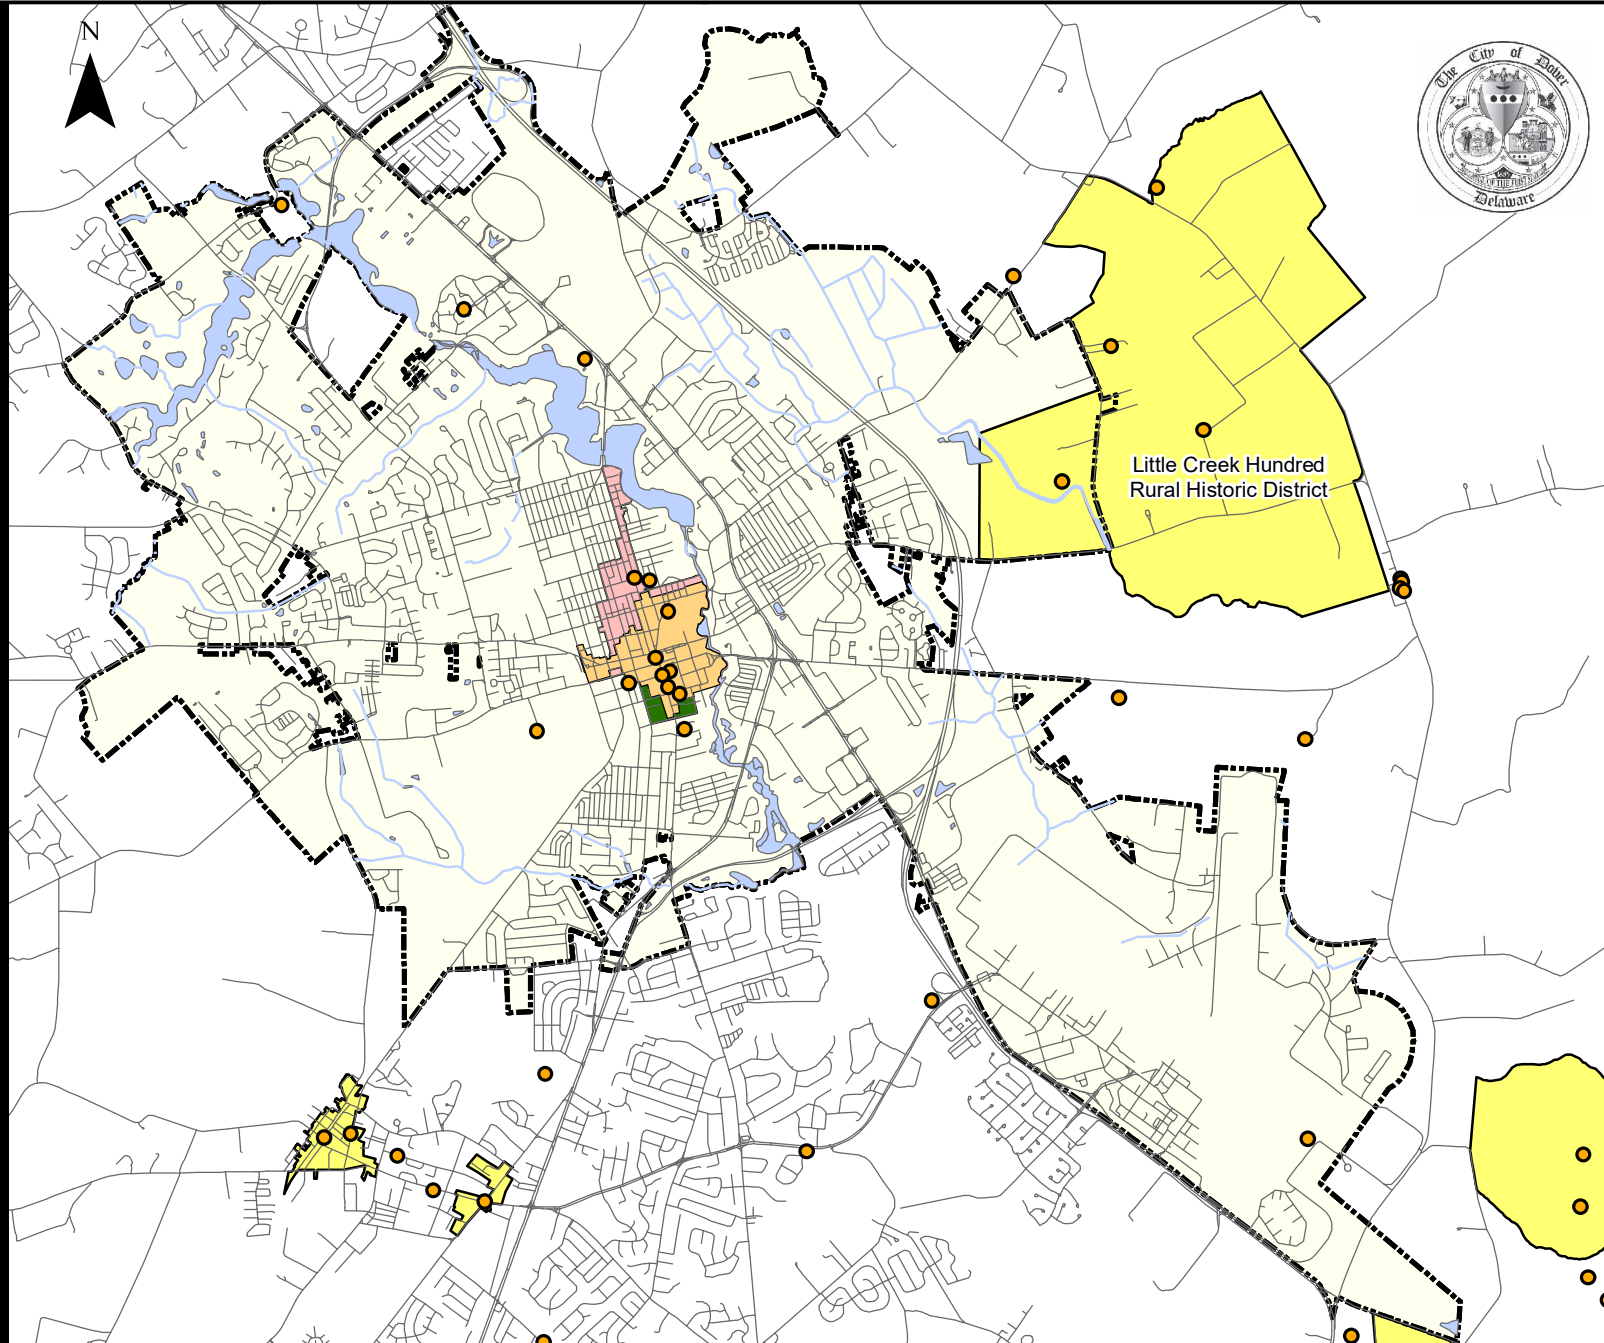 N
The City of Dover
Delaware
Little Creek Hundred
Rural Historic District